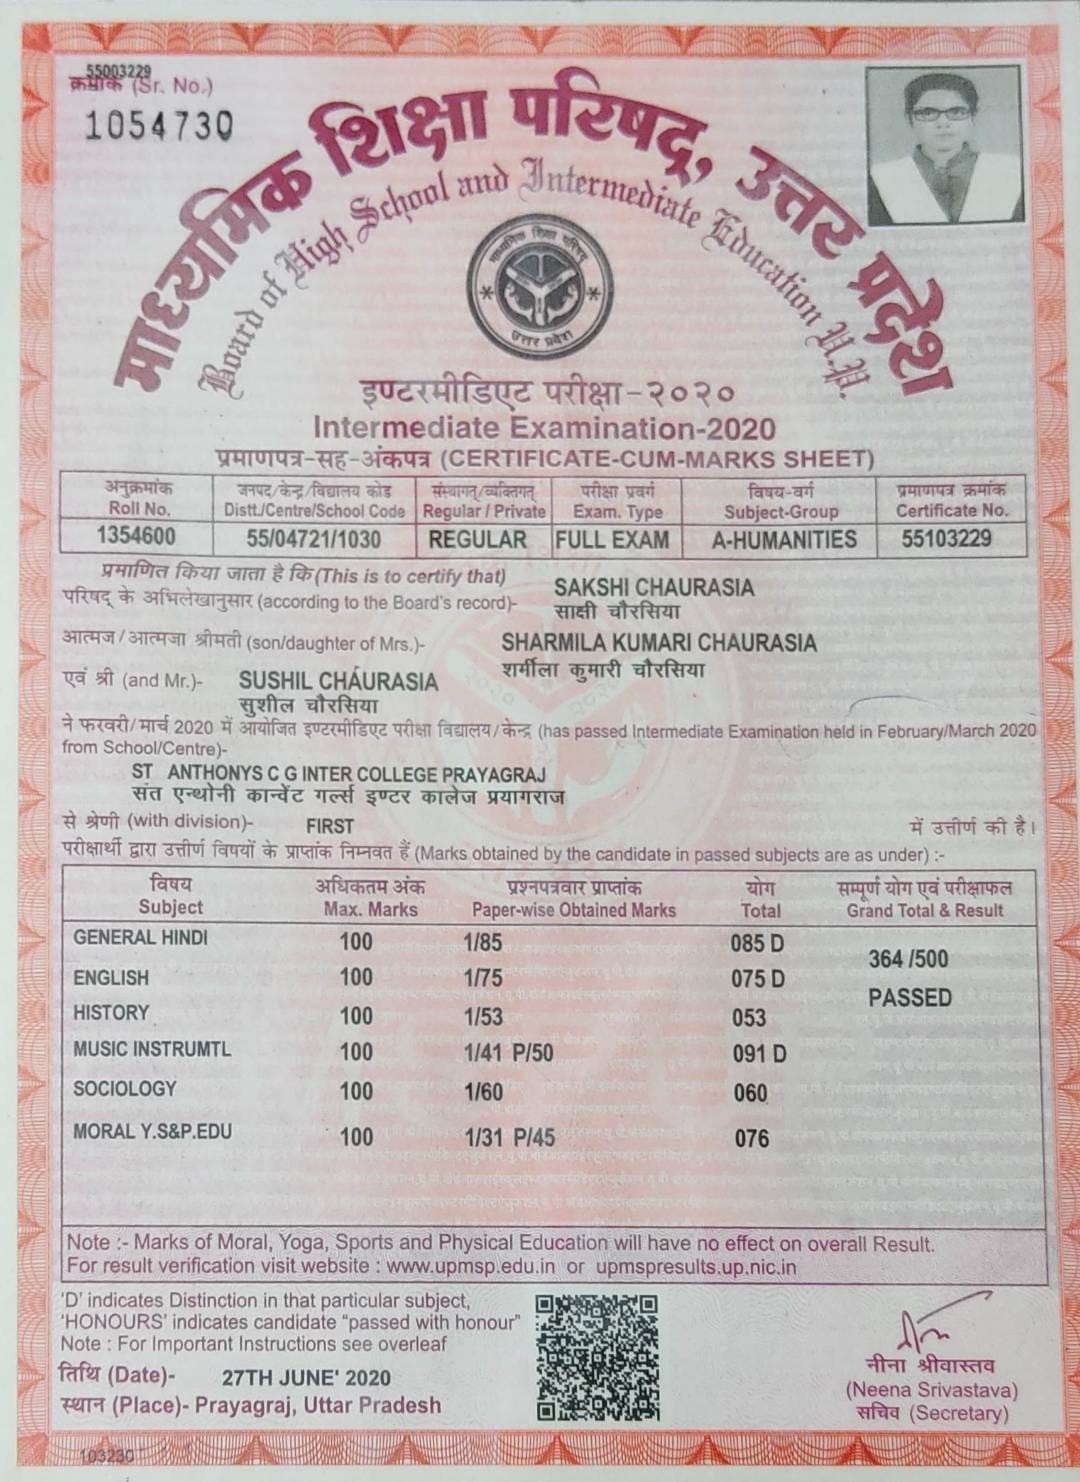 55003229
क्रमांक (Sr. No.)
1054730
माध्यमिक शिक्षा परिषद्, उत्तर प्रदेश
Board of High School and Intermediate Education U.P.
माध्यमिक शिक्षा परिषद्
उत्तर प्रदेश
इण्टरमीडिएट परीक्षा-२०२०
Intermediate Examination-2020
प्रमाणपत्र-सह-अंकपत्र (CERTIFICATE-CUM-MARKS SHEET)
अनुक्रमांक जनपद/केन्द्र/विद्यालय कोड संस्थागत्/व्यक्तिगत् परीक्षा प्रवर्ग विषय-वर्ग प्रमाणपत्र क्रमांक
Roll No. Distt./Centre/School Code Regular / Private Exam. Type Subject-Group Certificate No.
1354600 55/04721/1030 REGULAR FULL EXAM A-HUMANITIES 55103229
प्रमाणित किया जाता है कि (This is to certify that) SAKSHI CHAURASIA
परिषद् के अभिलेखानुसार (according to the Board's record)- साक्षी चौरसिया
आत्मज/आत्मजा श्रीमती (son/daughter of Mrs.)- SHARMILA KUMARI CHAURASIA
शर्मीला कुमारी चौरसिया
एवं श्री (and Mr.)- SUSHIL CHAURASIA
सुशील चौरसिया
ने फरवरी/मार्च 2020 में आयोजित इण्टरमीडिएट परीक्षा विद्यालय/केन्द्र (has passed Intermediate Examination held in February/March 2020
from School/Centre)-
ST ANTHONYS C G INTER COLLEGE PRAYAGRAJ
संत एन्थोनी कान्वेंट गर्ल्स इण्टर कालेज प्रयागराज
से श्रेणी (with division)- FIRST में उत्तीर्ण की है।
परीक्षार्थी द्वारा उत्तीर्ण विषयों के प्राप्तांक निम्नवत हैं (Marks obtained by the candidate in passed subjects are as under) :-
विषय अधिकतम अंक प्रश्नपत्रवार प्राप्तांक योग सम्पूर्ण योग एवं परीक्षाफल
Subject Max. Marks Paper-wise Obtained Marks Total Grand Total & Result
GENERAL HINDI 100 1/85 085 D
364 /500
ENGLISH 100 1/75 075 D
PASSED
HISTORY 100 1/53 053
MUSIC INSTRUMTL 100 1/41 P/50 091 D
SOCIOLOGY 100 1/60 060
MORAL Y.S&P.EDU 100 1/31 P/45 076
Note :- Marks of Moral, Yoga, Sports and Physical Education will have no effect on overall Result.
For result verification visit website : www.upmsp.edu.in or upmspresults.up.nic.in
'D' indicates Distinction in that particular subject,
'HONOURS' indicates candidate "passed with honour"
Note : For Important Instructions see overleaf
तिथि (Date)- 27TH JUNE' 2020
स्थान (Place)- Prayagraj, Uttar Pradesh
नीना श्रीवास्तव
(Neena Srivastava)
सचिव (Secretary)
103230